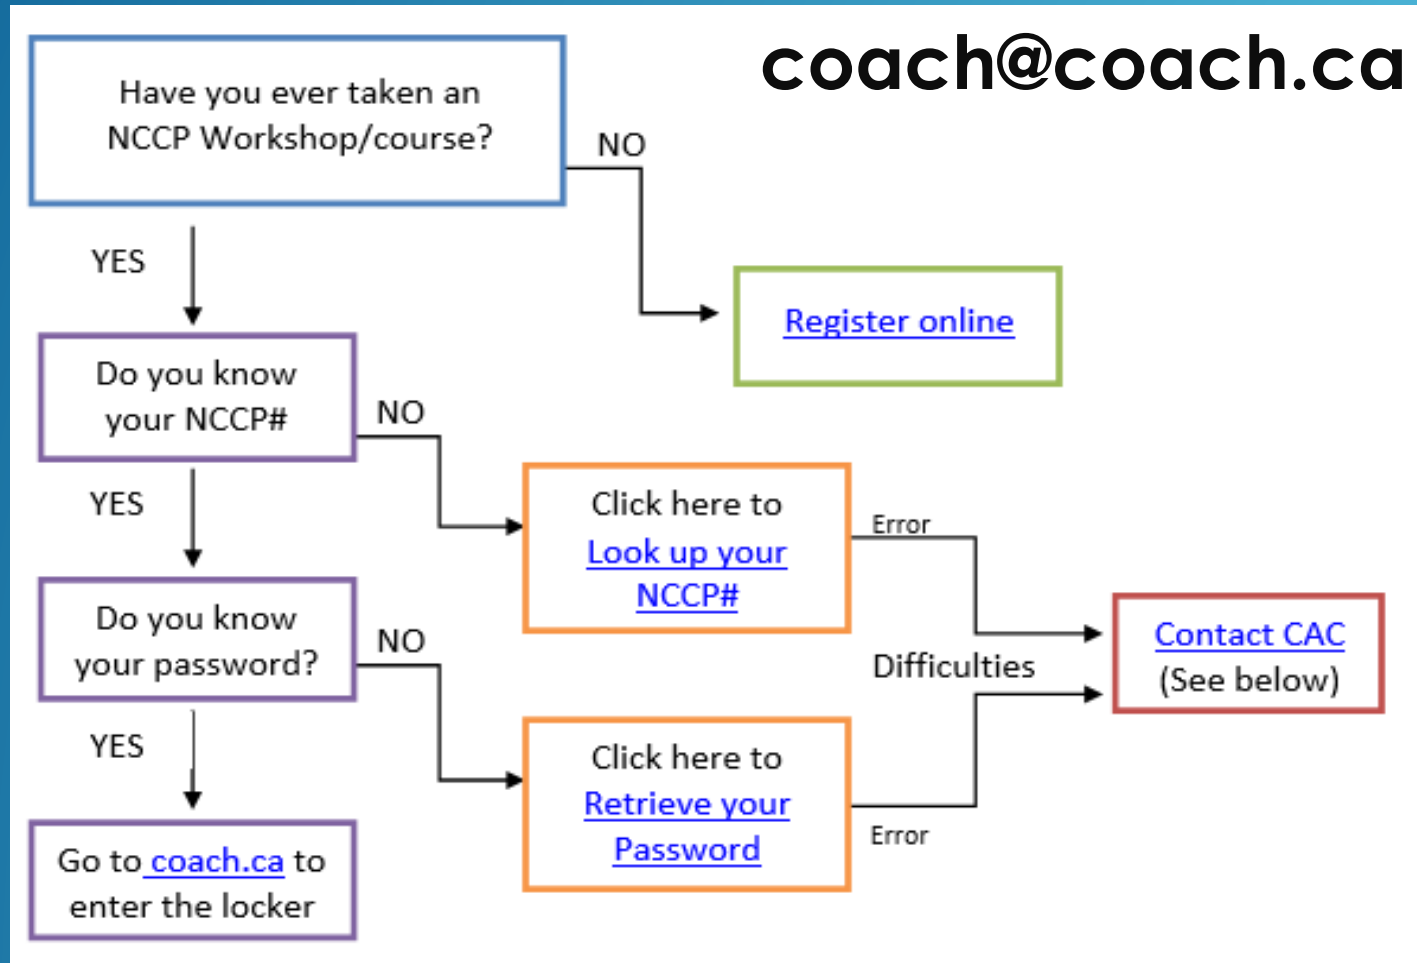 coach@coach.ca
Have you ever taken an
NCCP Workshop/course?
NO
YES
Register online
Do you know
your NCCP#
NO
YES
Click here to
Look up your
NCCP#
Error
Do you know
your password?
NO
Difficulties
Contact CAC
(See below)
YES
Click here to
Retrieve your
Password
Error
Go to coach.ca to
enter the locker